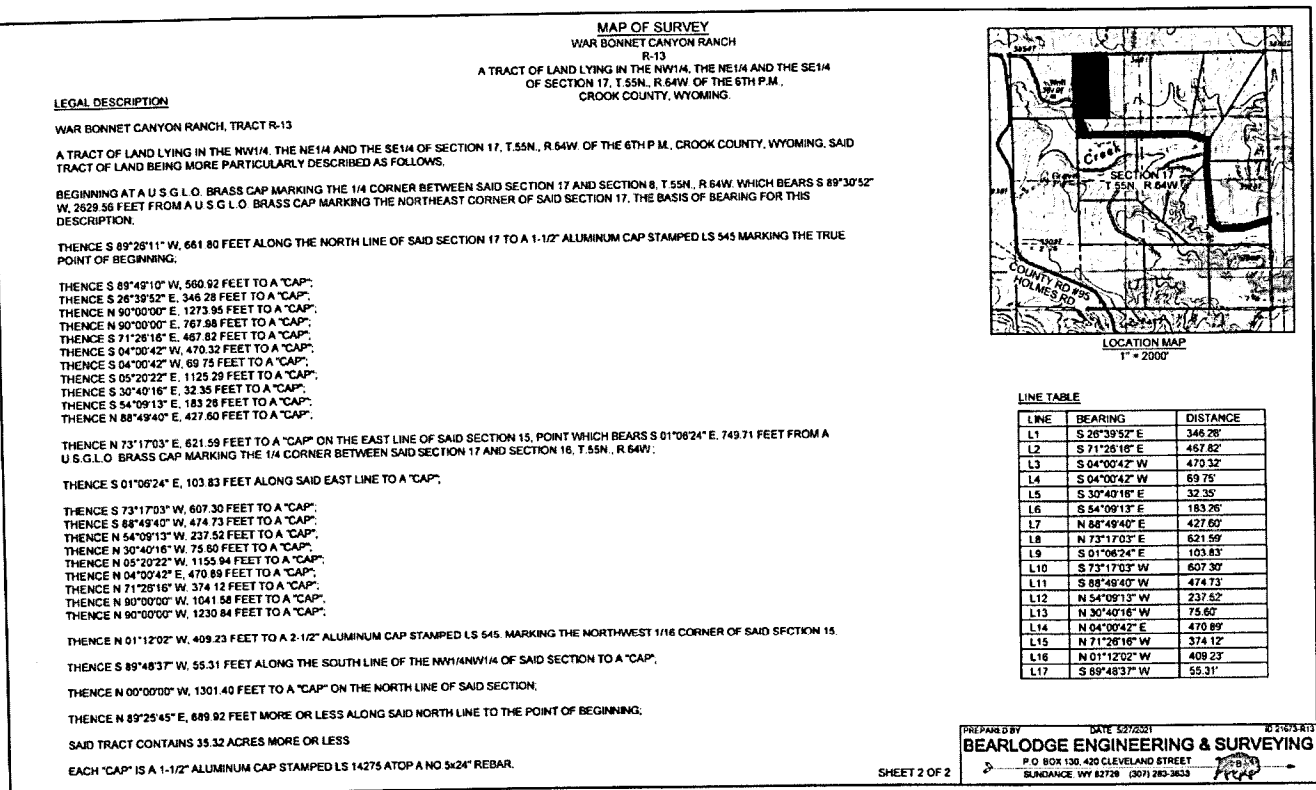 MAP OF SURVEY
WAR BONNET CANYON RANCH
R-13
A TRACT OF LAND LYING IN THE NW1/4, THE NE1/4 AND THE SE1/4
OF SECTION 17, T.55N., R.64W. OF THE 6TH P.M.,
CROOK COUNTY, WYOMING.
LEGAL DESCRIPTION
WAR BONNET CANYON RANCH, TRACT R-13
A TRACT OF LAND LYING IN THE NW1/4, THE NE1/4 AND THE SE1/4 OF SECTION 17, T.55N., R.64W. OF THE 6TH P.M., CROOK COUNTY, WYOMING, SAID
TRACT OF LAND BEING MORE PARTICULARLY DESCRIBED AS FOLLOWS,
BEGINNING AT A U S G L.O. BRASS CAP MARKING THE 1/4 CORNER BETWEEN SAID SECTION 17 AND SECTION 8, T.55N., R 64W. WHICH BEARS S 89°30'52"
W, 2629.56 FEET FROM A U S G L.O. BRASS CAP MARKING THE NORTHEAST CORNER OF SAID SECTION 17, THE BASIS OF BEARING FOR THIS
DESCRIPTION,
THENCE S 89°26'11" W, 661 80 FEET ALONG THE NORTH LINE OF SAID SECTION 17 TO A 1-1/2" ALUMINUM CAP STAMPED LS 545 MARKING THE TRUE
POINT OF BEGINNING;
THENCE S 89°49'10" W, 560.92 FEET TO A "CAP";
THENCE S 26°39'52" E, 346 28 FEET TO A "CAP";
THENCE N 90°00'00" E, 1273.95 FEET TO A "CAP";
THENCE N 90°00'00" E, 767.98 FEET TO A "CAP";
THENCE S 71°26'16" E, 467.82 FEET TO A "CAP";
THENCE S 04°00'42" W, 470.32 FEET TO A "CAP";
THENCE S 04°00'42" W, 69 75 FEET TO A "CAP";
THENCE S 05°20'22" E, 1125 29 FEET TO A "CAP";
THENCE S 30°40'16" E, 32.35 FEET TO A "CAP";
THENCE S 54°09'13" E, 183 26 FEET TO A "CAP";
THENCE N 88°49'40" E, 427.60 FEET TO A "CAP";
THENCE N 73°17'03" E, 621.59 FEET TO A "CAP" ON THE EAST LINE OF SAID SECTION 15, POINT WHICH BEARS S 01°06'24" E, 749.71 FEET FROM A
U S.G.L.O BRASS CAP MARKING THE 1/4 CORNER BETWEEN SAID SECTION 17 AND SECTION 16, T.55N., R 64W;
THENCE S 01°06'24" E, 103.83 FEET ALONG SAID EAST LINE TO A "CAP";
THENCE S 73°17'03" W, 607.30 FEET TO A "CAP";
THENCE S 88°49'40" W, 474.73 FEET TO A "CAP";
THENCE N 54°09'13" W. 237.52 FEET TO A "CAP",
THENCE N 30°40'16" W. 75.60 FEET TO A "CAP";
THENCE N 05°20'22" W. 1155 94 FEET TO A "CAP";
THENCE N 04°00'42" E, 470 89 FEET TO A "CAP";
THENCE N 71°26'16" W, 374 12 FEET TO A "CAP";
THENCE N 90°00'00" W, 1041 58 FEET TO A "CAP";
THENCE N 90°00'00" W, 1230 84 FEET TO A "CAP";
THENCE N 01°12'02" W, 409.23 FEET TO A 2-1/2" ALUMINUM CAP STAMPED LS 545. MARKING THE NORTHWEST 1/16 CORNER OF SAID SECTION 15.
THENCE S 89°48'37" W, 55.31 FEET ALONG THE SOUTH LINE OF THE NW1/4NW1/4 OF SAID SECTION TO A "CAP";
THENCE N 00°00'00" W, 1301.40 FEET TO A "CAP" ON THE NORTH LINE OF SAID SECTION;
THENCE N 89°25'45" E, 689.92 FEET MORE OR LESS ALONG SAID NORTH LINE TO THE POINT OF BEGINNING;
SAID TRACT CONTAINS 35.32 ACRES MORE OR LESS
EACH "CAP" IS A 1-1/2" ALUMINUM CAP STAMPED LS 14275 ATOP A NO 5x24" REBAR.
SHEET 2 OF 2
Creek
SECTION 17
T.55N, R 64W
COUNTY RD #95
HOLMES RD
LOCATION MAP
1" = 2000'
LINE TABLE
LINE BEARING DISTANCE
L1 S 26°39'52" E 346 28'
L2 S 71°26'16" E 467.82'
L3 S 04°00'42" W 470 32'
L4 S 04°00'42" W 69 75'
L5 S 30°40'16" E 32.35'
L6 S 54°09'13" E 183.26'
L7 N 88°49'40" E 427.60'
L8 N 73°17'03" E 621 59'
L9 S 01°06'24" E 103.83'
L10 S 73°17'03" W 607 30'
L11 S 88°49'40" W 474 73'
L12 N 54°09'13" W 237.52'
L13 N 30°40'16" W 75.60'
L14 N 04°00'42" E 470 89'
L15 N 71°26'16" W 374 12'
L16 N 01°12'02" W 409 23'
L17 S 89°48'37" W 55.31'
PREPARED BY DATE 5/27/2021 ID 21673-R13
BEARLODGE ENGINEERING & SURVEYING
P.O. BOX 130, 420 CLEVELAND STREET
SUNDANCE, WY 82729 (307) 283-3633